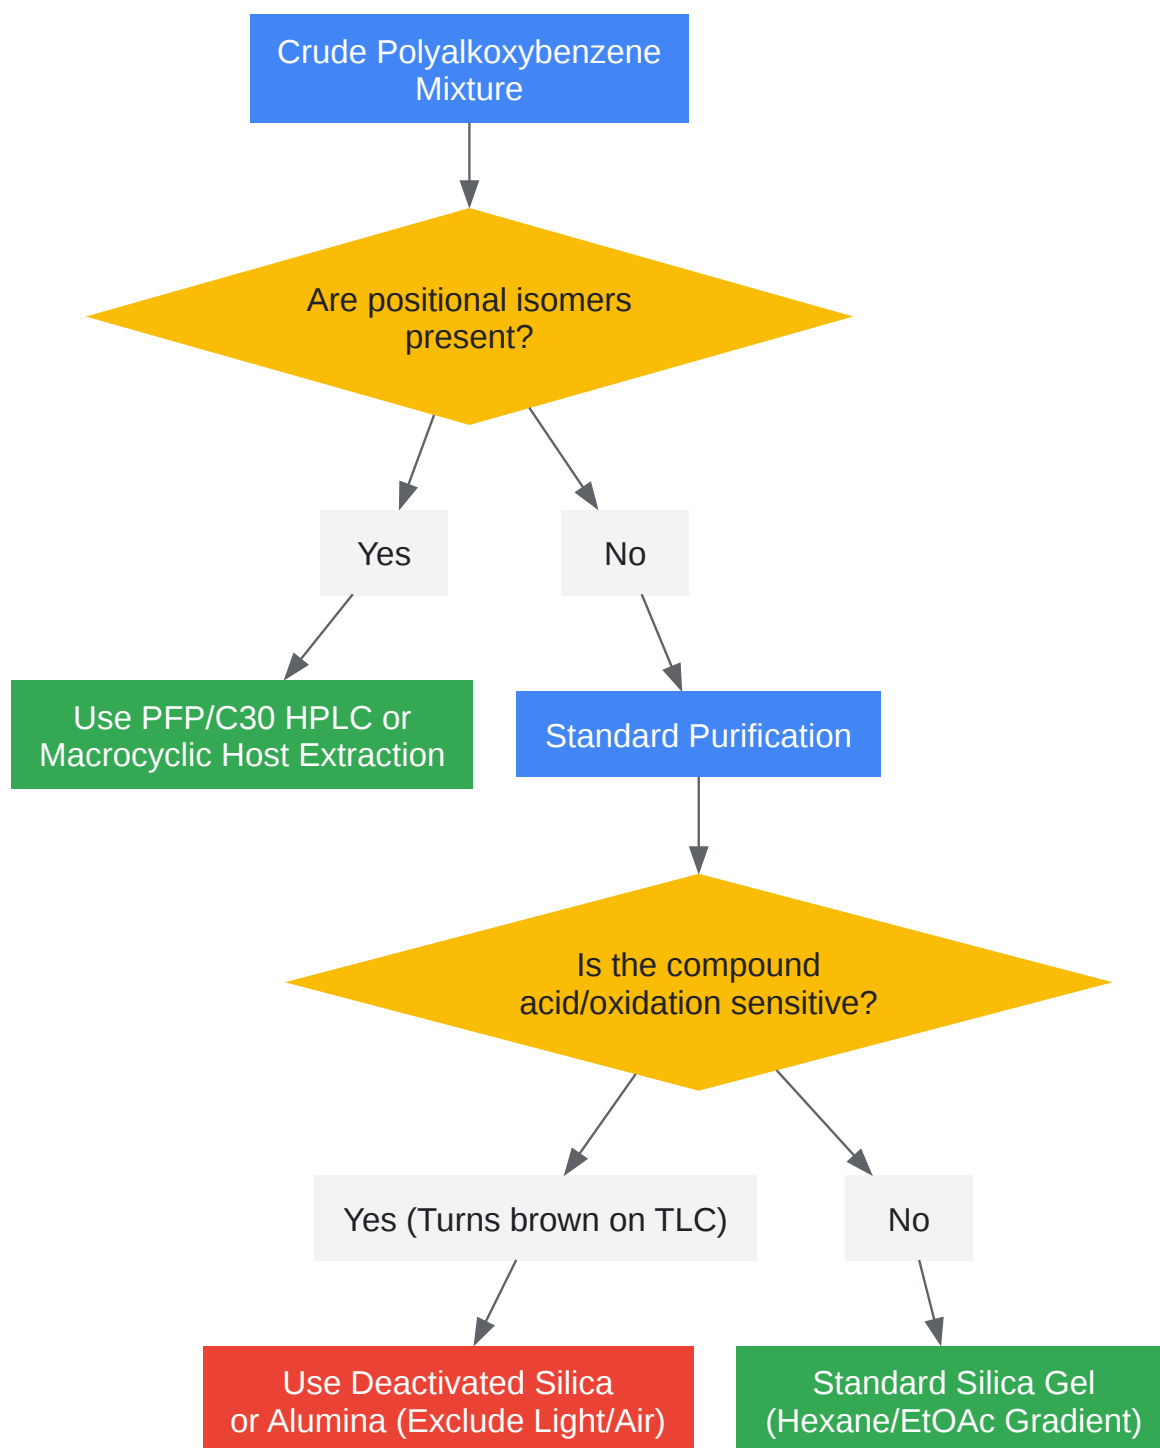 Crude Polyalkoxybenzene
Mixture
Are positional isomers
present?
Yes
No
Use PFP/C30 HPLC or
Macrocyclic Host Extraction
Standard Purification
Is the compound
acid/oxidation sensitive?
Yes (Turns brown on TLC)
No
Use Deactivated Silica
or Alumina (Exclude Light/Air)
Standard Silica Gel
(Hexane/EtOAc Gradient)